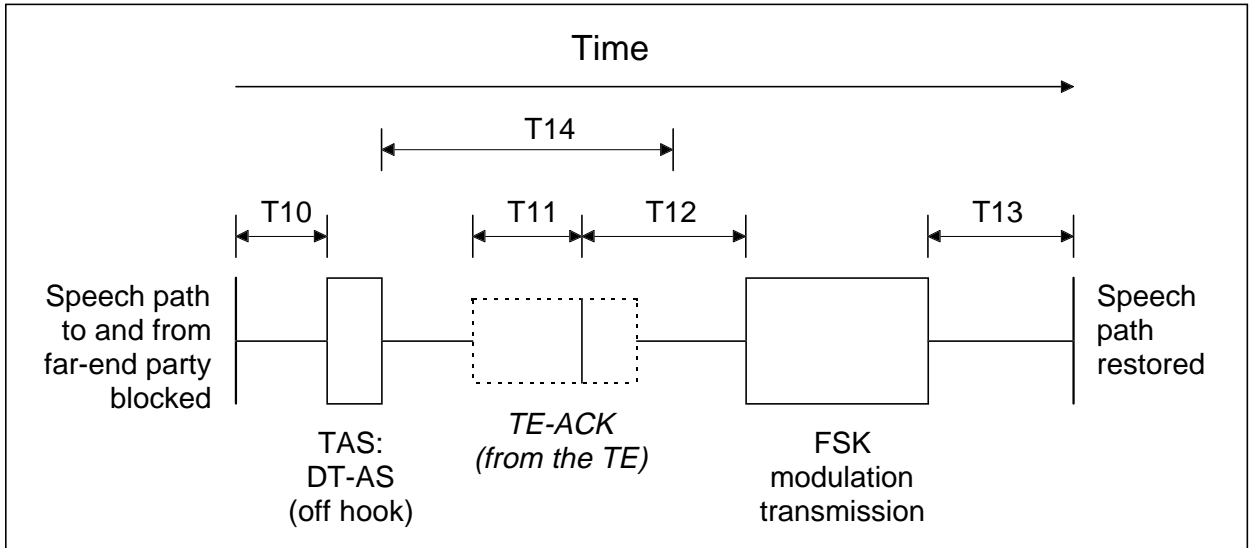 Time
T14
T10
T11
T12
T13
Speech path
to and from
far-end party
blocked
TAS:
DT-AS
(off hook)
TE-ACK
(from the TE)
FSK
modulation
transmission
Speech
path
restored